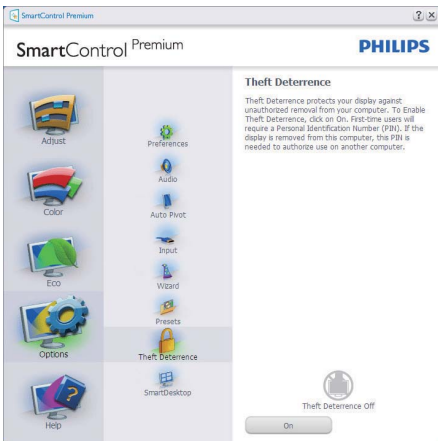 SmartControl Premium
SmartControl Premium
PHILIPS
Adjust
Color
Eco
Options
Help
Preferences
Audio
Auto Pivot
Input
Wizard
Presets
Theft Deterrence
SmartDesktop
Theft Deterrence
Theft Deterrence protects your display against
unauthorized removal from your computer. To Enable
Theft Deterrence, click on On. First-time users will
require a Personal Identification Number (PIN). If the
display is removed from this computer, this PIN is
needed to authorize use on another computer.
Theft Deterrence Off
On